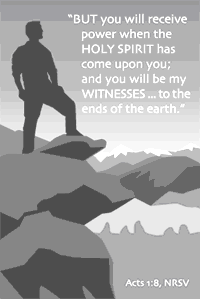 “BUT you will receive
power when the
HOLY SPIRIT has
come upon you;
and you will be my
WITNESSES ... to the
ends of the earth.”
Acts 1:8, NRSV